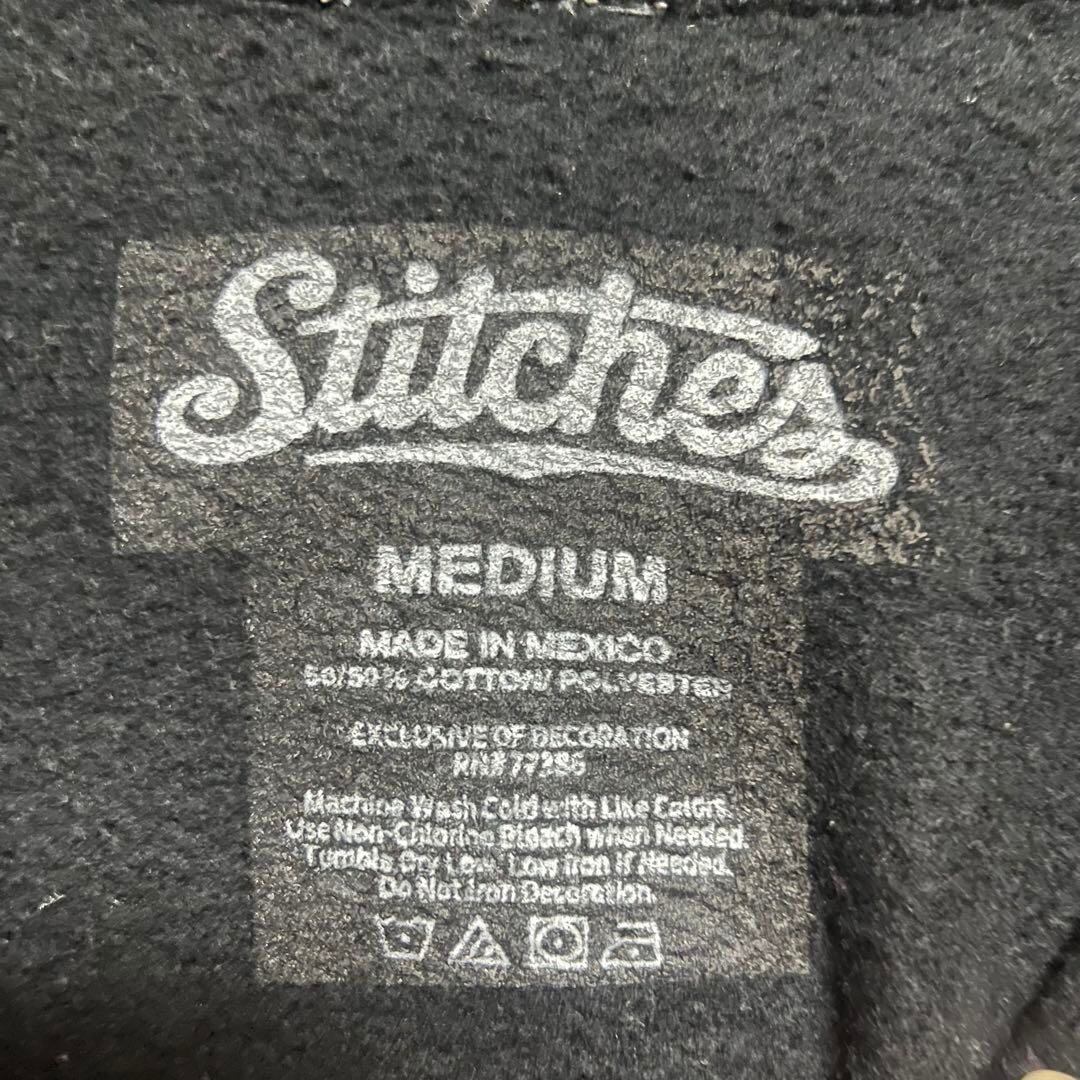 Stitches
MEDIUM
MADE IN MEXICO
50/50% COTTON/ POLYESTER
EXCLUSIVE OF DECORATION
RN# 77386
Machine Wash Cold with Like Colors
Use Non-Chlorine Bleach when Needed
Tumble Dry Low. Low Iron if Needed.
Do Not Iron Decoration.